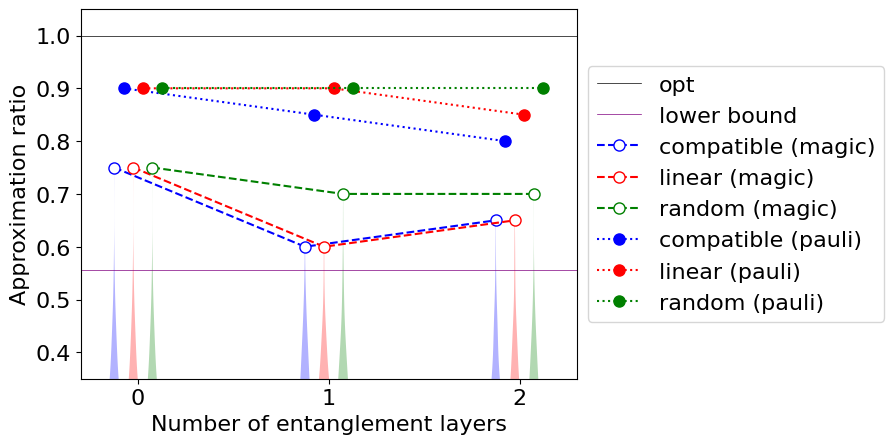 Approximation ratio
1.0
0.9
0.8
0.7
0.6
0.5
0.4
0 1 2
Number of entanglement layers
opt
lower bound
compatible (magic)
linear (magic)
random (magic)
compatible (pauli)
linear (pauli)
random (pauli)